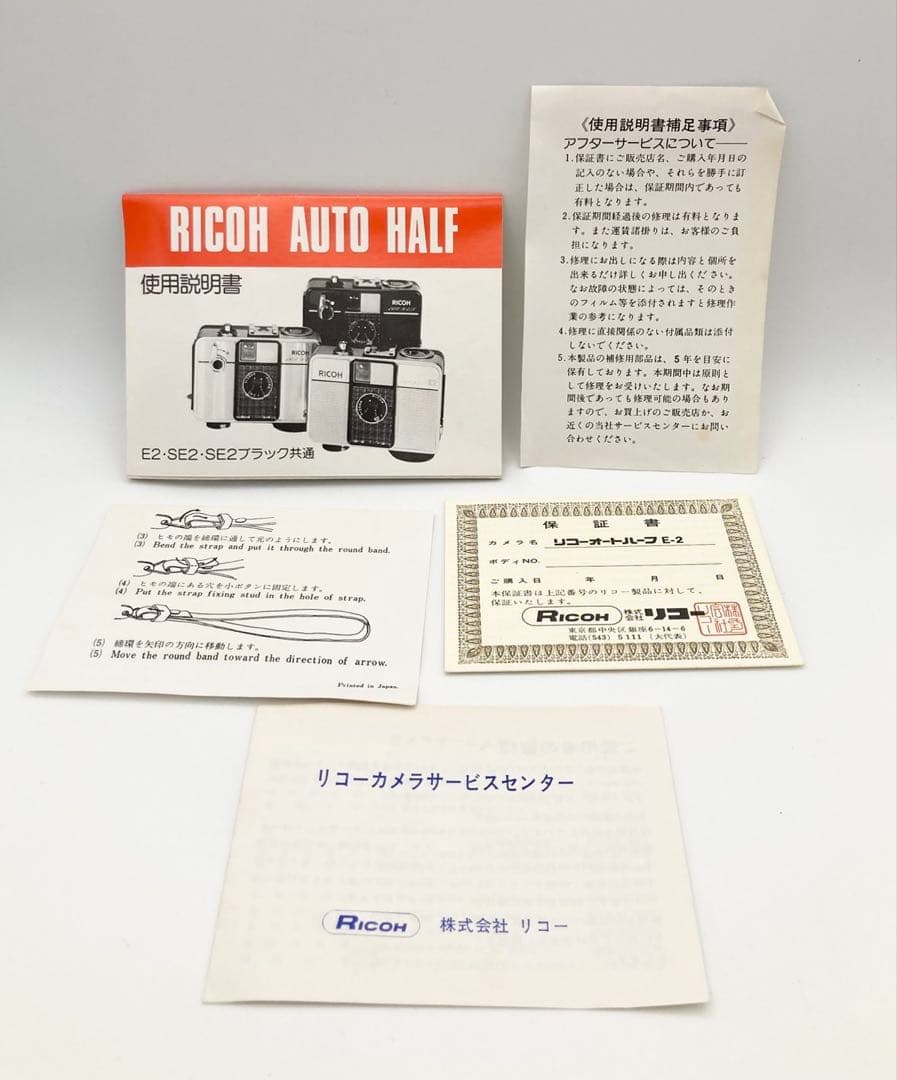 RICOH AUTO HALF
使用説明書
RICOH
RICOH
RICOH
E2・SE2・SE2ブラック共通
《使用説明書補足事項》
アフターサービスについて――
1.保証書にご販売店名、ご購入年月日の
記入のない場合や、それらを勝手に訂
正した場合は、保証期間内であっても
有料となります。
2.保証期間経過後の修理は有料となりま
す。また運賃諸掛りは、お客様のご負
担になります。
3.修理にお出しになる際は内容と個所を
出来るだけ詳しくお申し出ください。
なお故障の状態によっては、そのとき
のフィルム等を添付されますと修理作
業の参考になります。
4.修理に直接関係のない付属品類は添付
しないでください。
5.本製品の補修用部品は、5年を目安に
保有しております。本期間中は原則と
して修理をお受けいたします。なお期
間後であっても修理可能の場合もあり
ますので、お買上げのご販売店か、お
近くの当社サービスセンターにお問い
合わせください。
(3) ヒモの端を締環に通して元のようにします。
(3) Bend the strap and put it through the round band.
(4) ヒモの端にある穴を小ボタンに固定します。
(4) Put the strap fixing stud in the hole of strap.
(5) 締環を矢印の方向に移動します。
(5) Move the round band toward the direction of arrow.
Printed in Japan.
保証書
カメラ名 リコーオートハーフ E-2
ボディNO.
ご購入日 年 月 日
本保証書は上記番号のリコー製品に対して、
保証いたします。
RICOH 株式会社リコー
東京都中央区銀座6-14-6
電話(543)5111(大代表)
リコーカメラサービスセンター
RICOH 株式会社 リコー